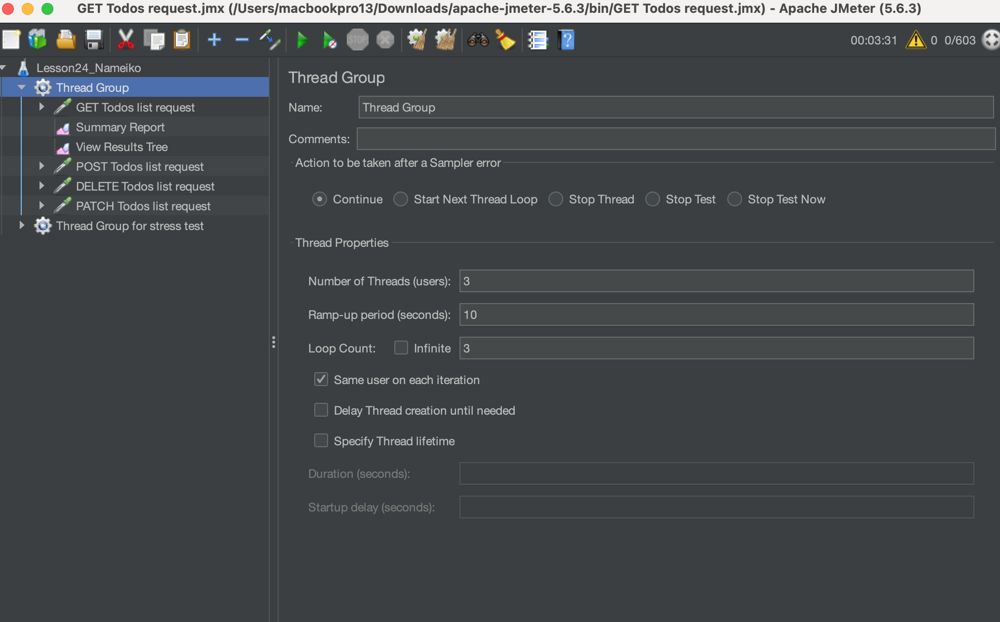 GET Todos request.jmx (/Users/macbookpro13/Downloads/apache-jmeter-5.6.3/bin/GET Todos request.jmx) - Apache JMeter (5.6.3)
STOP
?
00:03:31 0 0/603
Lesson24_Nameiko
Thread Group
GET Todos list request
Summary Report
View Results Tree
POST Todos list request
DELETE Todos list request
PATCH Todos list request
Thread Group for stress test
Thread Group
Name: Thread Group
Comments:
Action to be taken after a Sampler error
Continue Start Next Thread Loop Stop Thread Stop Test Stop Test Now
Thread Properties
Number of Threads (users): 3
Ramp-up period (seconds): 10
Loop Count: Infinite 3
Same user on each iteration
Delay Thread creation until needed
Specify Thread lifetime
Duration (seconds):
Startup delay (seconds):